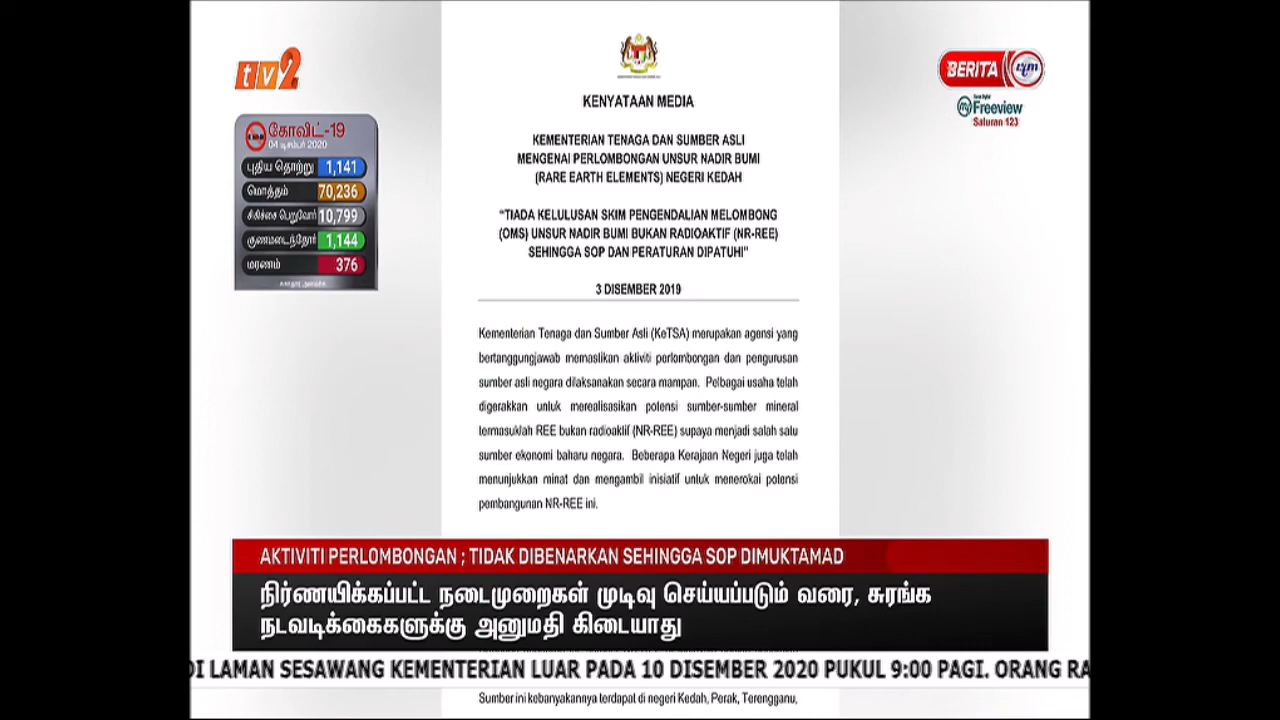 tv2
BERITA rtm
my Freeview
Saluran 123
கோவிட்-19
04 டிசம்பர் 2020
புதிய தொற்று 1,141
மொத்தம் 70,236
சிகிச்சை பெறுவோர் 10,799
குணமடைந்தோர் 1,144
மரணம் 376
KENYATAAN MEDIA
KEMENTERIAN TENAGA DAN SUMBER ASLI
MENGENAI PERLOMBONGAN UNSUR NADIR BUMI
(RARE EARTH ELEMENTS) NEGERI KEDAH
"TIADA KELULUSAN SKIM PENGENDALIAN MELOMBONG
(OMS) UNSUR NADIR BUMI BUKAN RADIOAKTIF (NR-REE)
SEHINGGA SOP DAN PERATURAN DIPATUHI"
3 DISEMBER 2019
Kementerian Tenaga dan Sumber Asli (KeTSA) merupakan agensi yang
bertanggungjawab memastikan aktiviti perlombongan dan pengurusan
sumber asli negara dilaksanakan secara mampan. Pelbagai usaha telah
digerakkan untuk merealisasikan potensi sumber-sumber mineral
termasuklah REE bukan radioaktif (NR-REE) supaya menjadi salah satu
sumber ekonomi baharu negara. Beberapa Kerajaan Negeri juga telah
menunjukkan minat dan mengambil inisiatif untuk menerokai potensi
pembangunan NR-REE ini.
AKTIVITI PERLOMBONGAN ; TIDAK DIBENARKAN SEHINGGA SOP DIMUKTAMAD
நிர்ணயிக்கப்பட்ட நடைமுறைகள் முடிவு செய்யப்படும் வரை, சுரங்க
நடவடிக்கைகளுக்கு அனுமதி கிடையாது
DI LAMAN SESAWANG KEMENTERIAN LUAR PADA 10 DISEMBER 2020 PUKUL 9:00 PAGI. ORANG RA
Sumber ini kebanyakannya terdapat di negeri Kedah, Perak, Terengganu,